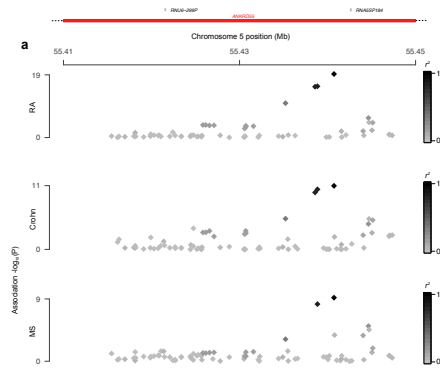 RNU6-299P RNA5SP184
ANKRD55
Chromosome 5 position (Mb)
a
55.41 55.43 55.45
19
RA
0
r²
1
0
11
Crohn
0
r²
1
0
Association -log₁₀(P)
9
MS
0
r²
1
0